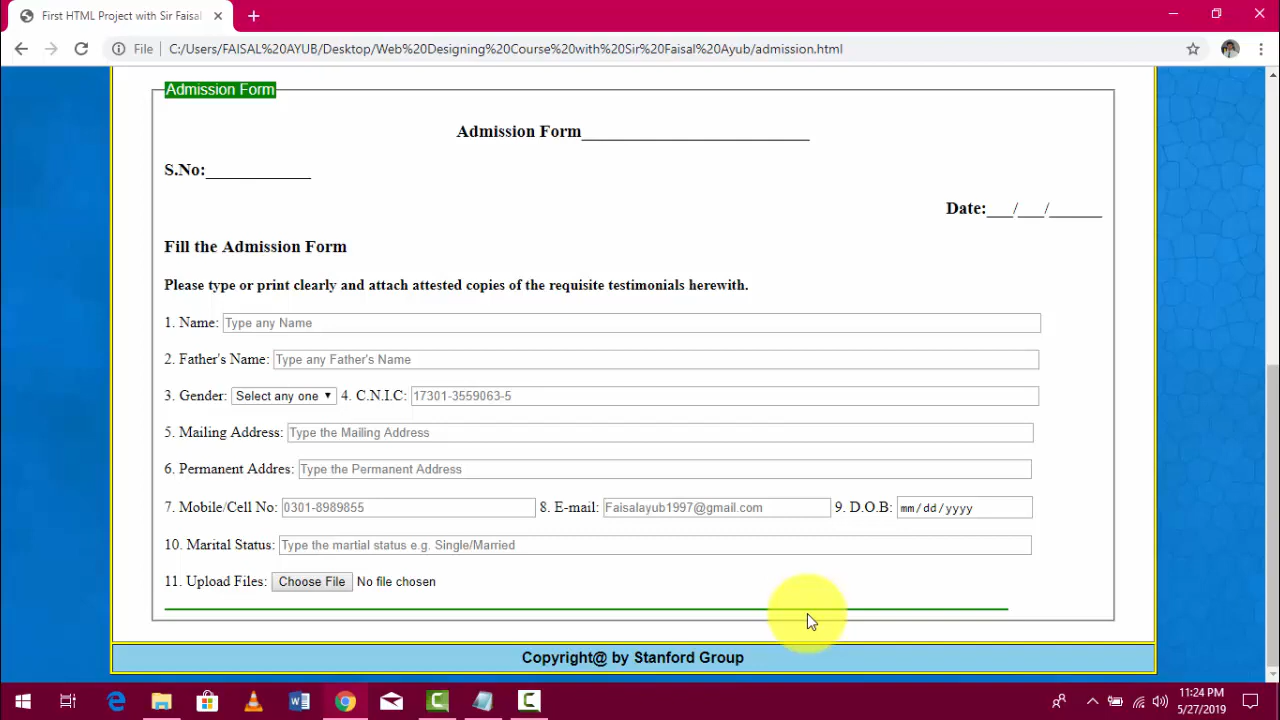 First HTML Project with Sir Faisal
File C:/Users/FAISAL%20AYUB/Desktop/Web%20Designing%20Course%20with%20Sir%20Faisal%20Ayub/admission.html
Admission Form
Admission Form_________________________
S.No:____________
Date:___/___/______
Fill the Admission Form
Please type or print clearly and attach attested copies of the requisite testimonials herewith.
1. Name: Type any Name
2. Father's Name: Type any Father's Name
3. Gender: Select any one 4. C.N.I.C: 17301-3559063-5
5. Mailing Address: Type the Mailing Address
6. Permanent Addres: Type the Permanent Address
7. Mobile/Cell No: 0301-8989855 8. E-mail: Faisalayub1997@gmail.com 9. D.O.B: mm/dd/yyyy
10. Marital Status: Type the martial status e.g. Single/Married
11. Upload Files: Choose File No file chosen
Copyright@ by Stanford Group
11:24 PM
5/27/2019